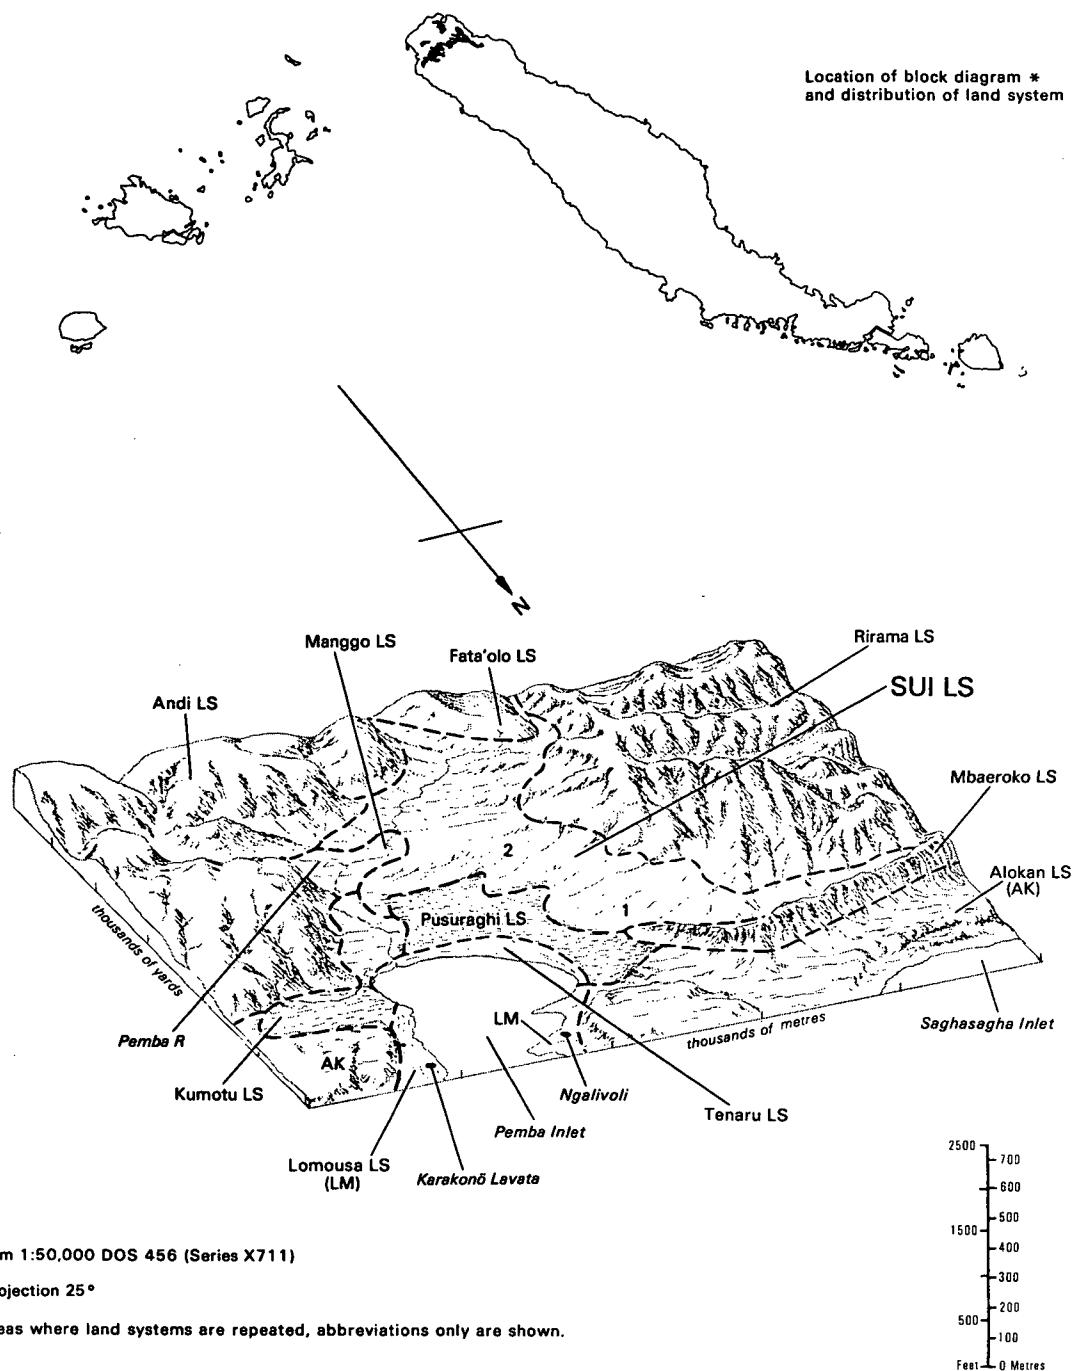 Location of block diagram *
and distribution of land system
N
Manggo LS
Fata'olo LS
Rirama LS
SUI LS
Andi LS
Mbaeroko LS
Alokan LS
(AK)
2
1
Pusuraghi LS
thousands of yards
Pemba R
Kumotu LS
AK
LM
thousands of metres
Saghasagha Inlet
Ngalivoli
Tenaru LS
Pemba Inlet
Lomousa LS
(LM)
Karakonö Lavata
2500
700
600
500
1500
400
300
200
500
100
Feet
0 Metres
m 1:50,000 DOS 456 (Series X711)
ojection 25°
eas where land systems are repeated, abbreviations only are shown.